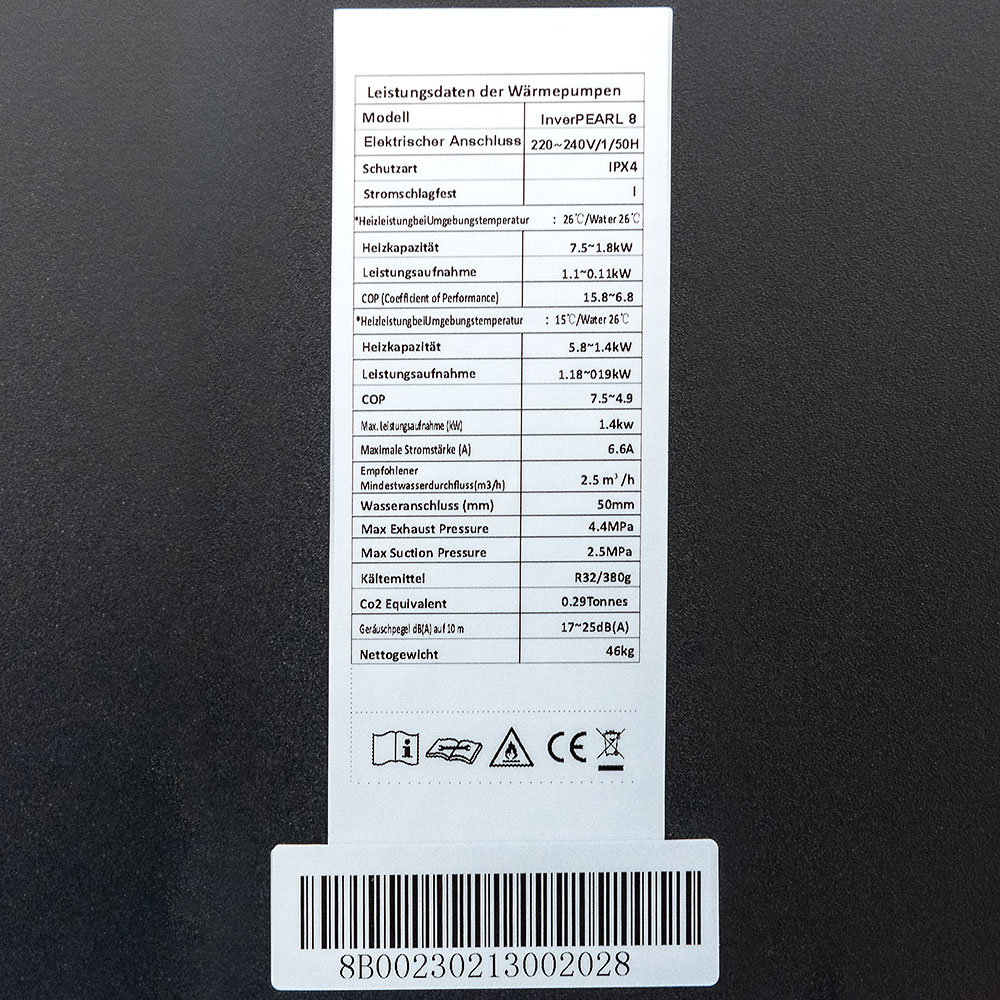 Leistungsdaten der Wärmepumpen
Modell InverPEARL 8
Elektrischer Anschluss 220~240V/1/50H
Schutzart IPX4
Stromschlagfest I
*HeizleistungbeiUmgebungstemperatur : 26℃/Water 26℃
Heizkapazität 7.5~1.8kW
Leistungsaufnahme 1.1~0.11kW
COP (Coefficient of Performance) 15.8~6.8
*HeizleistungbeiUmgebungstemperatur : 15℃/Water 26℃
Heizkapazität 5.8~1.4kW
Leistungsaufnahme 1.18~019kW
COP 7.5~4.9
Max. Leistungsaufnahme (kW) 1.4kw
Maximale Stromstärke (A) 6.6A
Empfohlener
Mindestwasserdurchfluss(m3/h) 2.5 m³ /h
Wasseranschluss (mm) 50mm
Max Exhaust Pressure 4.4MPa
Max Suction Pressure 2.5MPa
Kältemittel R32/380g
Co2 Equivalent 0.29Tonnes
Geräuschpegel dB(A) auf 10 m 17~25dB(A)
Nettogewicht 46kg
CE
8B00230213002028